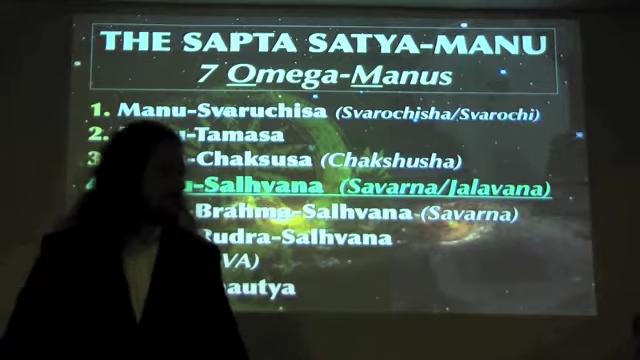 THE SAPTA SATYA-MANU
7 Omega-Manus
1. Manu-Svaruchisa (Svarochisha/Svarochi)
2. -Tamasa
3 -Chaksusa (Chakshusha)
-Salhvana (Savarna/Jalavana)
-Brahma-Salhvana (Savarna)
Rudra-Salhvana
VA)
autya